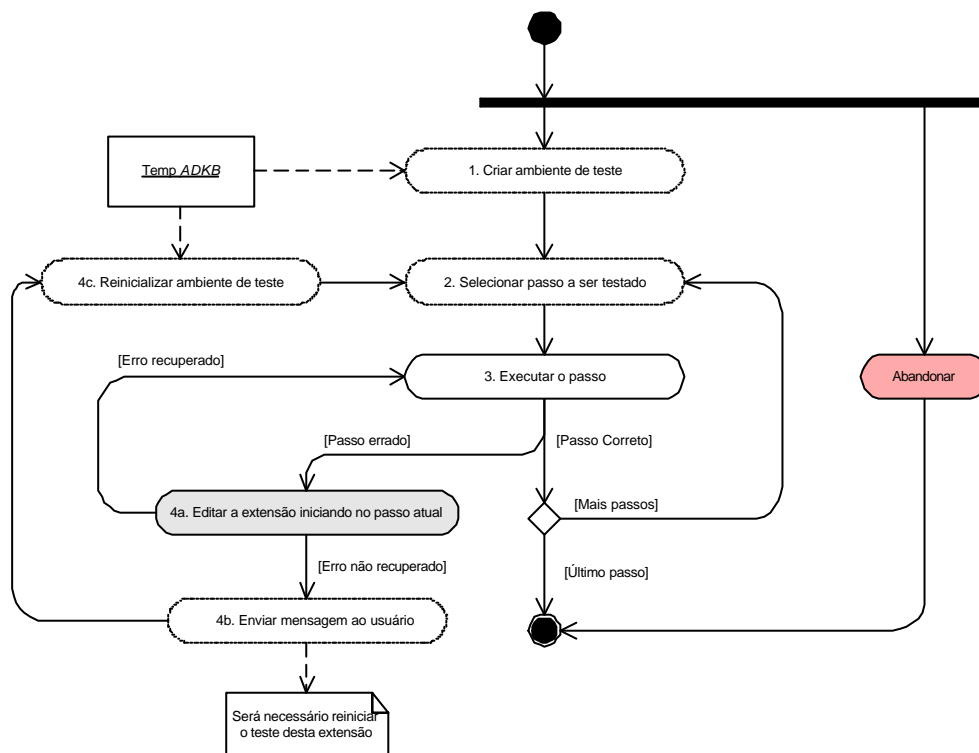 Temp ADKB
1. Criar ambiente de teste
4c. Reinicializar ambiente de teste
2. Selecionar passo a ser testado
[Erro recuperado]
3. Executar o passo
Abandonar
[Passo errado]
[Passo Correto]
4a. Editar a extensão iniciando no passo atual
[Mais passos]
[Erro não recuperado]
[Último passo]
4b. Enviar mensagem ao usuário
Será necessário reiniciar
o teste desta extensão